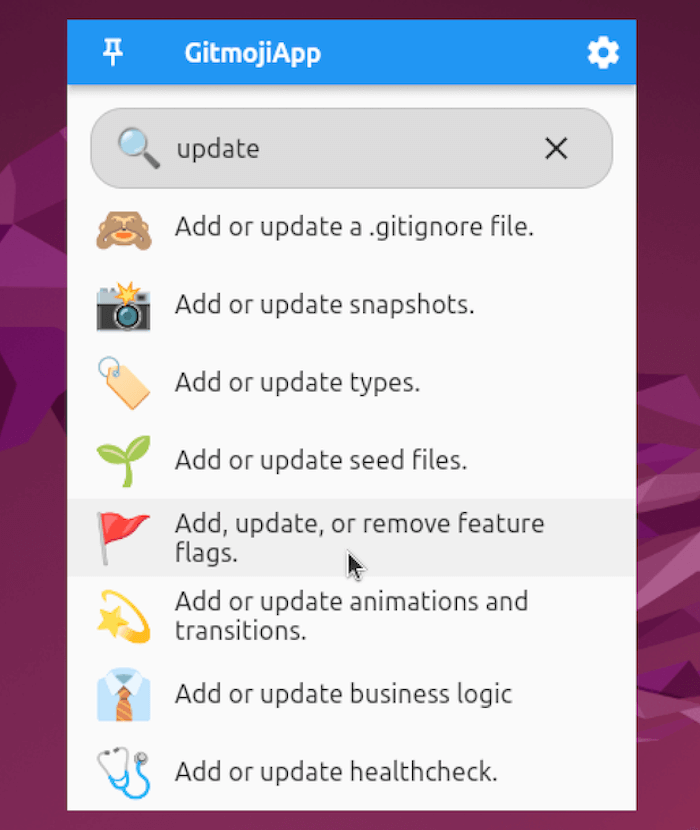 GitmojiApp
update
Add or update a .gitignore file.
Add or update snapshots.
Add or update types.
Add or update seed files.
Add, update, or remove feature
flags.
Add or update animations and
transitions.
Add or update business logic
Add or update healthcheck.